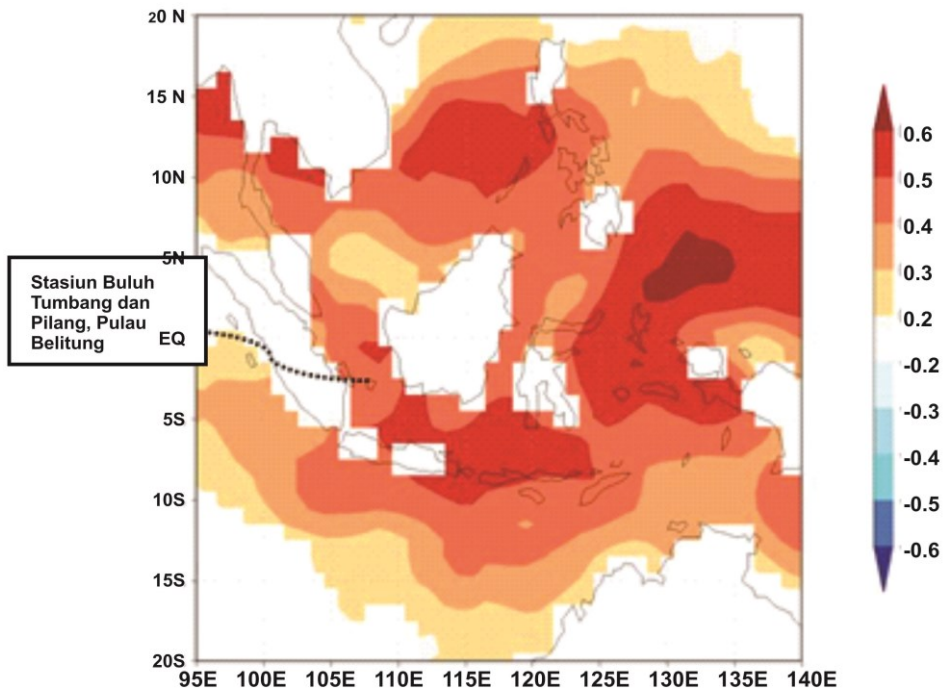 20 N
15 N
10N
5N
EQ
5S
10S
15S
20S
Stasiun Buluh
Tumbang dan
Pilang, Pulau
Belitung
95E 100E 105E 110E 115E 120E 125E 130E 135E 140E
0.6
0.5
0.4
0.3
0.2
-0.2
-0.3
-0.4
-0.5
-0.6